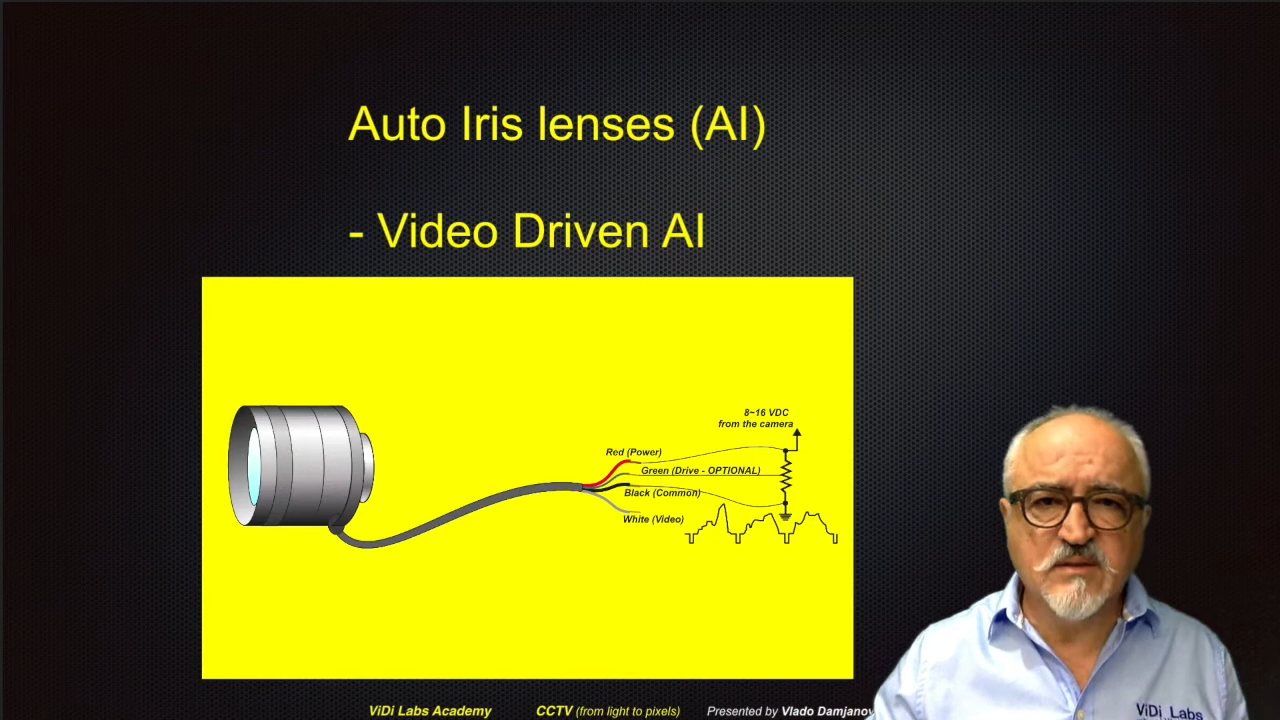 Auto Iris lenses (AI)
- Video Driven AI
8~16 VDC
from the camera
Red (Power)
Green (Drive - OPTIONAL)
Black (Common)
White (Video)
ViDi Labs
ViDi Labs Academy CCTV (from light to pixels) Presented by Vlado Damjanov